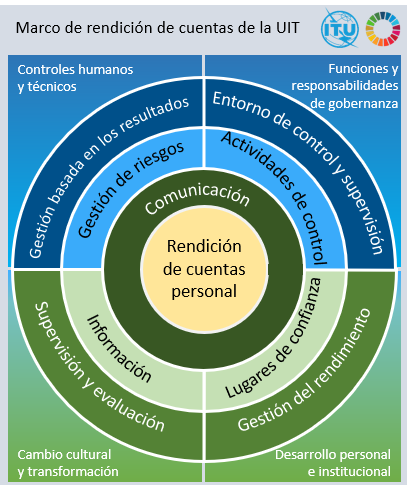 Marco de rendición de cuentas de la UIT
ITU
Controles humanos
y técnicos
Funciones y
responsabilidades
de gobernanza
Gestión basada en los resultados
Entorno de control y supervisión
Gestión de riesgos
Actividades de control
Comunicación
Rendición
de cuentas
personal
Información
Lugares de confianza
Supervisión y evaluación
Gestión del rendimiento
Cambio cultural
y transformación
Desarrollo personal
e institucional